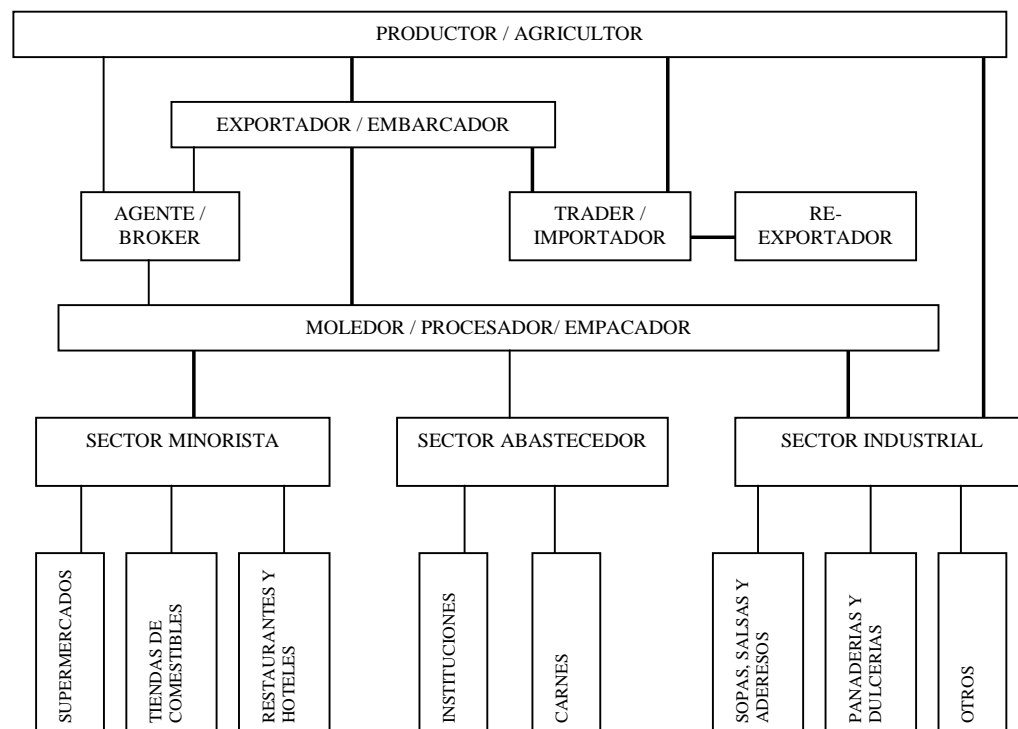 PRODUCTOR / AGRICULTOR
EXPORTADOR / EMBARCADOR
AGENTE /
BROKER
TRADER /
IMPORTADOR
RE-
EXPORTADOR
MOLEDOR / PROCESADOR/ EMPACADOR
SECTOR MINORISTA
SECTOR ABASTECEDOR
SECTOR INDUSTRIAL
SUPERMERCADOS
TIENDAS DE
COMESTIBLES
RESTAURANTES Y
HOTELES
INSTITUCIONES
CARNES
SOPAS, SALSAS Y
ADERESOS
PANADERIAS Y
DULCERIAS
OTROS